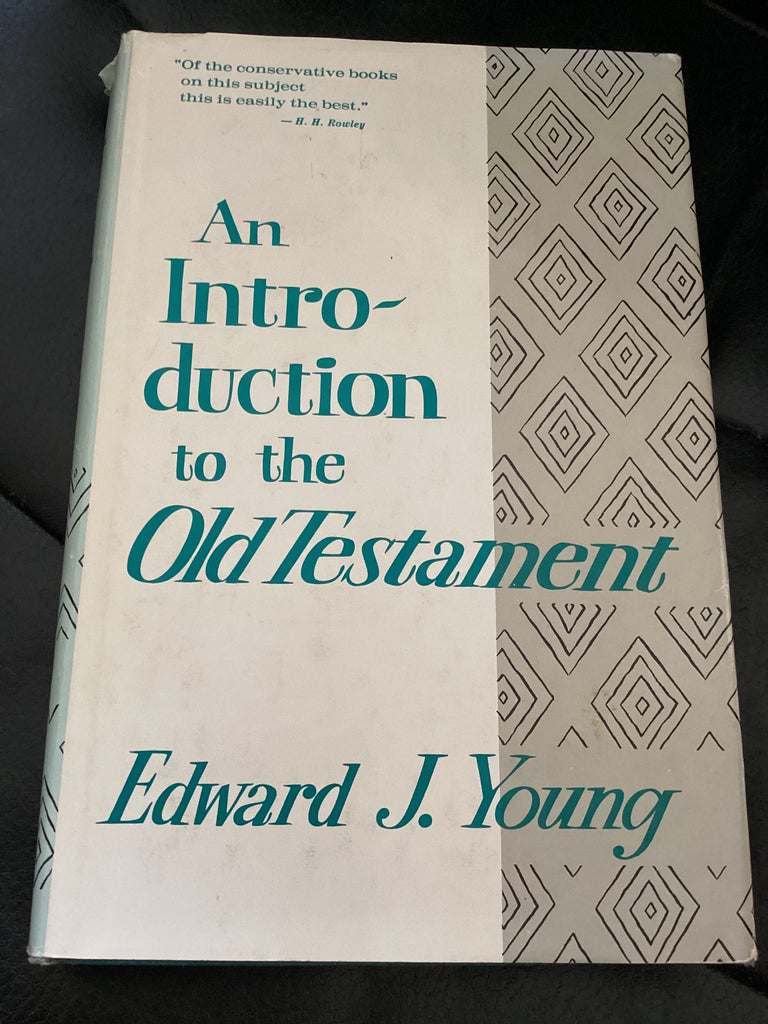 "Of the conservative books
on this subject
this is easily the best."
— H. H. Rowley
An
Intro-
duction
to the
Old Testament
Edward J. Young